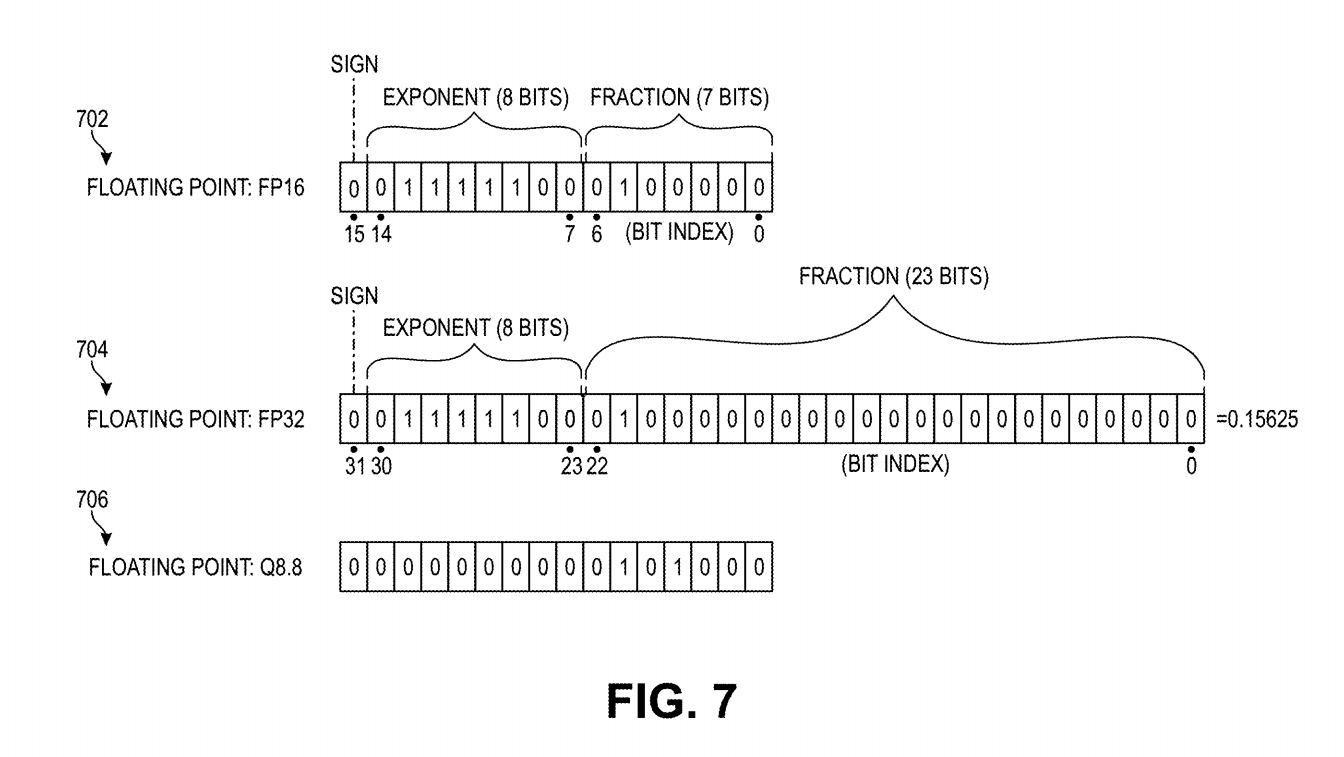 SIGN
EXPONENT (8 BITS) FRACTION (7 BITS)
702
FLOATING POINT: FP16 0 0 1 1 1 1 1 0 0 0 1 0 0 0 0 0
15 14 7 6 (BIT INDEX) 0
FRACTION (23 BITS)
SIGN
EXPONENT (8 BITS)
704
FLOATING POINT: FP32 0 0 1 1 1 1 1 0 0 0 1 0 0 0 0 0 0 0 0 0 0 0 0 0 0 0 0 0 0 0 0 0 =0.15625
31 30 23 22 (BIT INDEX) 0
706
FLOATING POINT: Q8.8 0 0 0 0 0 0 0 0 0 0 1 0 1 0 0 0
FIG. 7